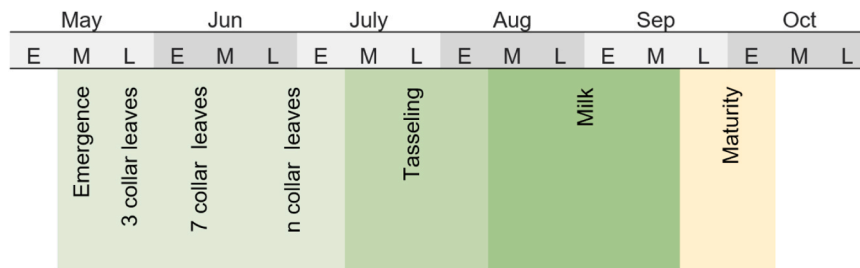 May Jun July Aug Sep Oct
E M L E M L E M L E M L E M L E M L
Emergence
3 collar leaves
7 collar leaves
n collar leaves
Tasseling
Milk
Maturity